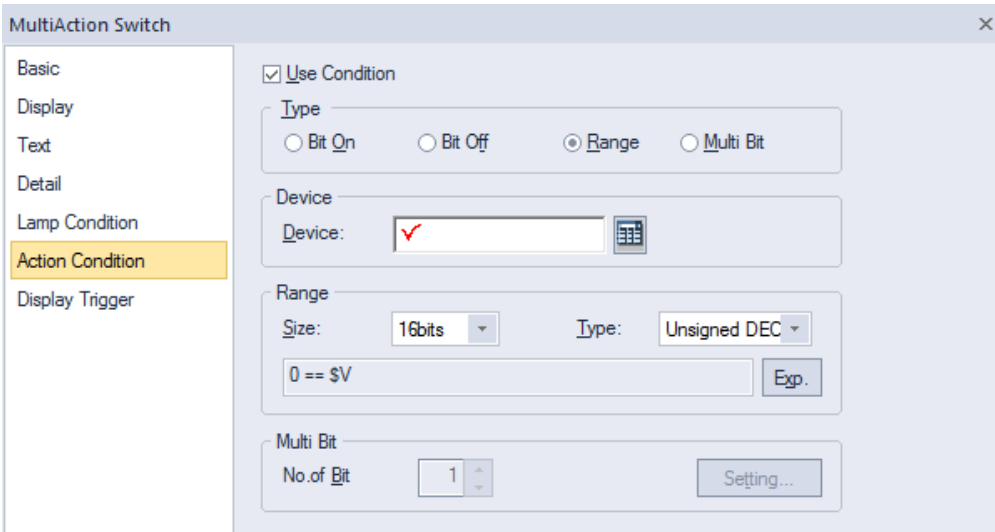 MultiAction Switch
Basic
Display
Text
Detail
Lamp Condition
Action Condition
Display Trigger
Use Condition
Type
Bit On
Bit Off
Range
Multi Bit
Device
Device:
Range
Size:
16bits
Type:
Unsigned DEC
0 == $V
Exp.
Multi Bit
No.of Bit
1
Setting...